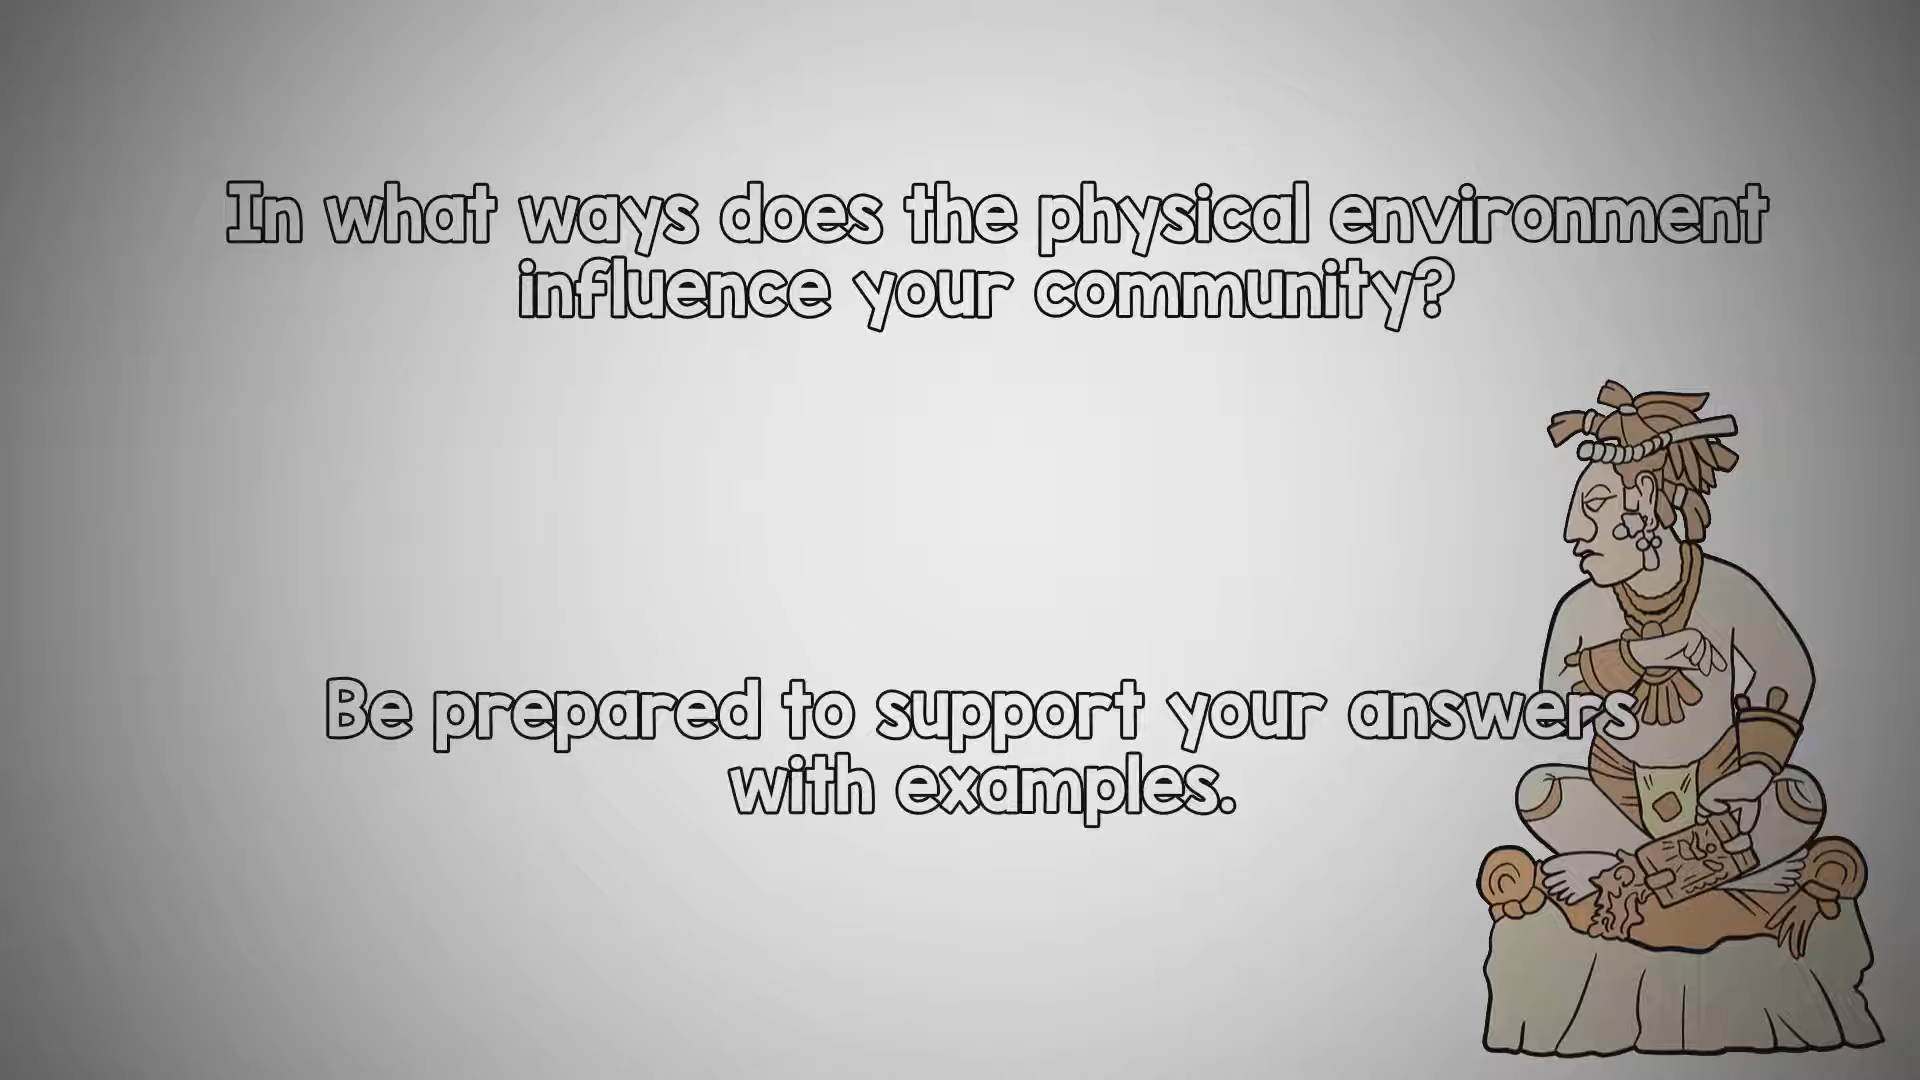 In what ways does the physical environment
influence your community?
Be prepared to support your answers
with examples.